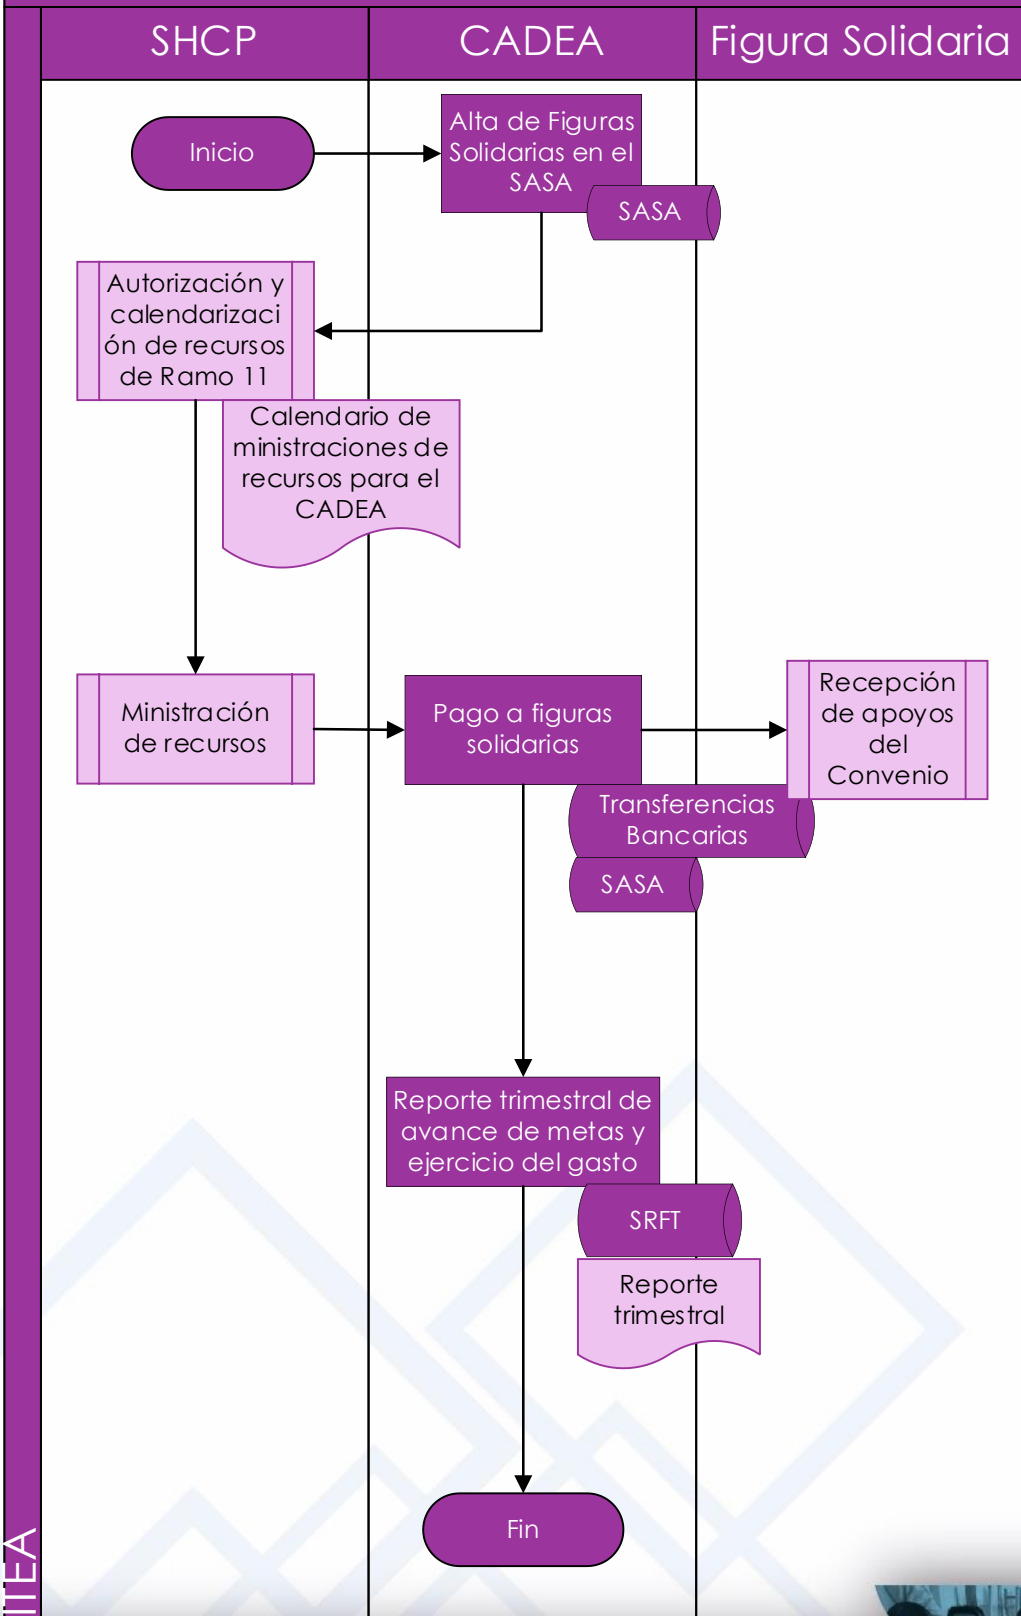 SHCP
CADEA
Figura Solidaria
Inicio
Alta de Figuras
Solidarias en el
SASA
SASA
Autorización y
calendarizaci
ón de recursos
de Ramo 11
Calendario de
ministraciones de
recursos para el
CADEA
Ministración
de recursos
Pago a figuras
solidarias
Recepción
de apoyos
del
Convenio
Transferencias
Bancarias
SASA
Reporte trimestral de
avance de metas y
ejercicio del gasto
SRFT
Reporte
trimestral
Fin